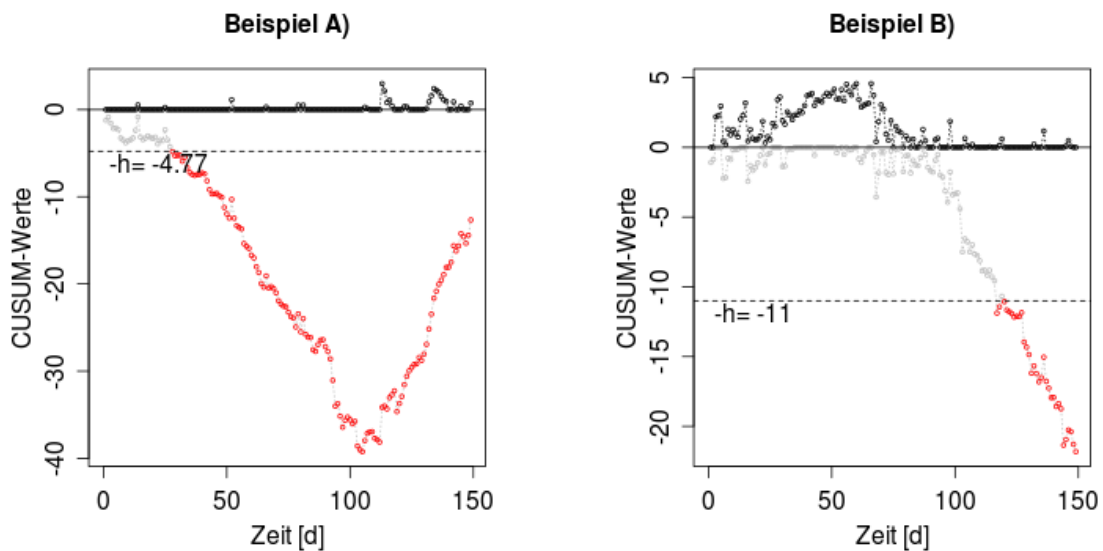 Beispiel A)
CUSUM-Werte
0
-10
-20
-30
-40
-h= -4.77
0
50
100
150
Zeit [d]
Beispiel B)
CUSUM-Werte
5
0
-5
-10
-15
-20
-h= -11
0
50
100
150
Zeit [d]